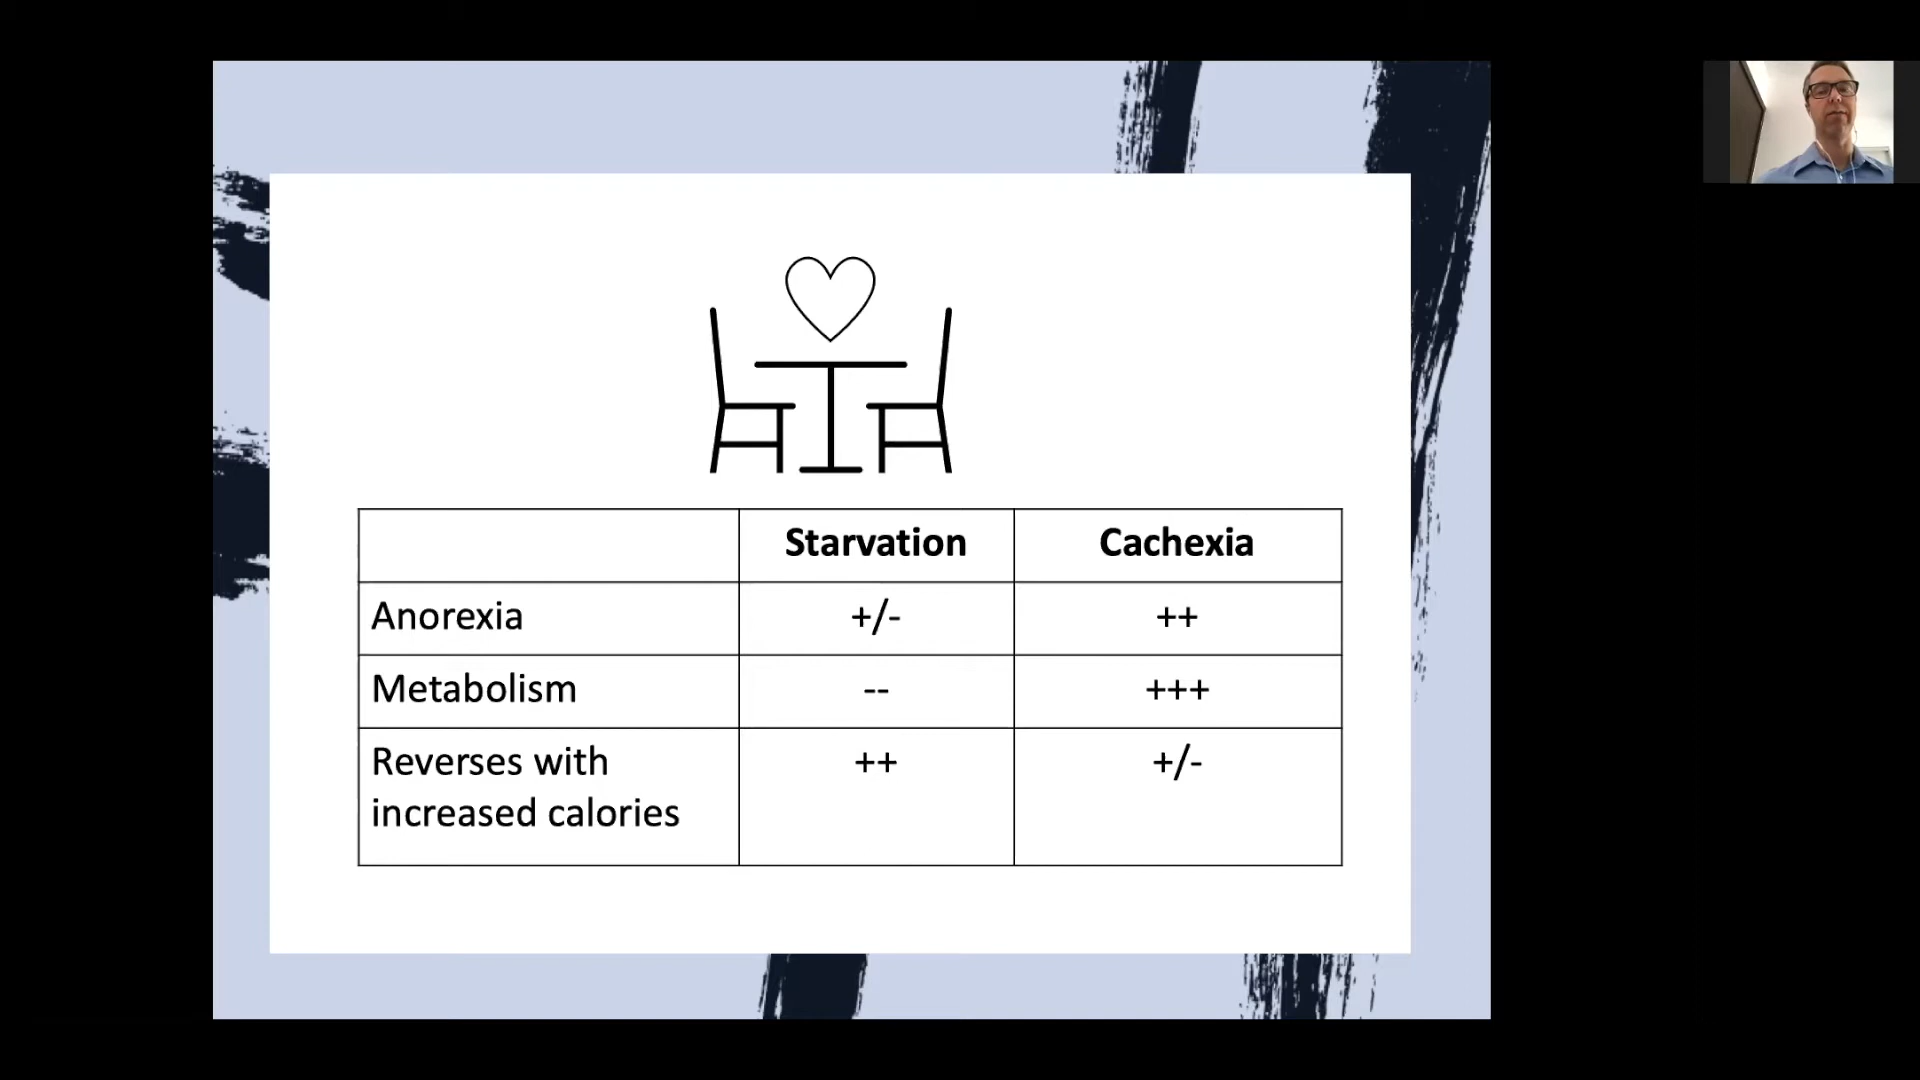 Starvation Cachexia
Anorexia +/- ++
Metabolism -- +++
Reverses with ++ +/-
increased calories